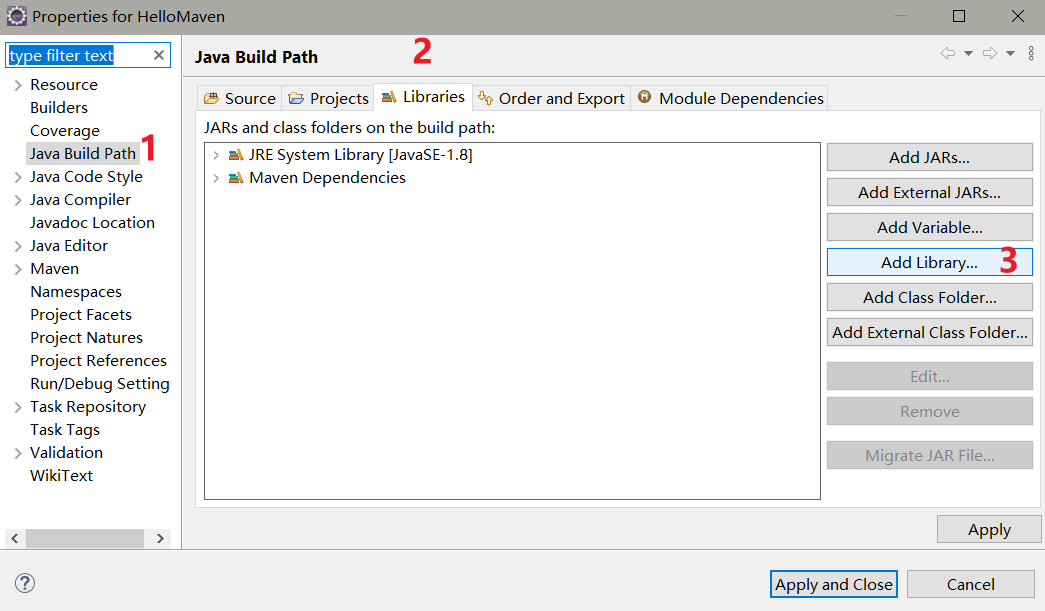 Properties for HelloMaven
type filter text
Resource
Builders
Coverage
Java Build Path 1
Java Code Style
Java Compiler
Javadoc Location
Java Editor
Maven
Namespaces
Project Facets
Project Natures
Project References
Run/Debug Setting
Task Repository
Task Tags
Validation
WikiText
Java Build Path 2
Source Projects Libraries Order and Export Module Dependencies
JARs and class folders on the build path:
JRE System Library [JavaSE-1.8]
Maven Dependencies
Add JARs...
Add External JARs...
Add Variable...
Add Library... 3
Add Class Folder...
Add External Class Folder...
Edit...
Remove
Migrate JAR File...
Apply
Apply and Close Cancel